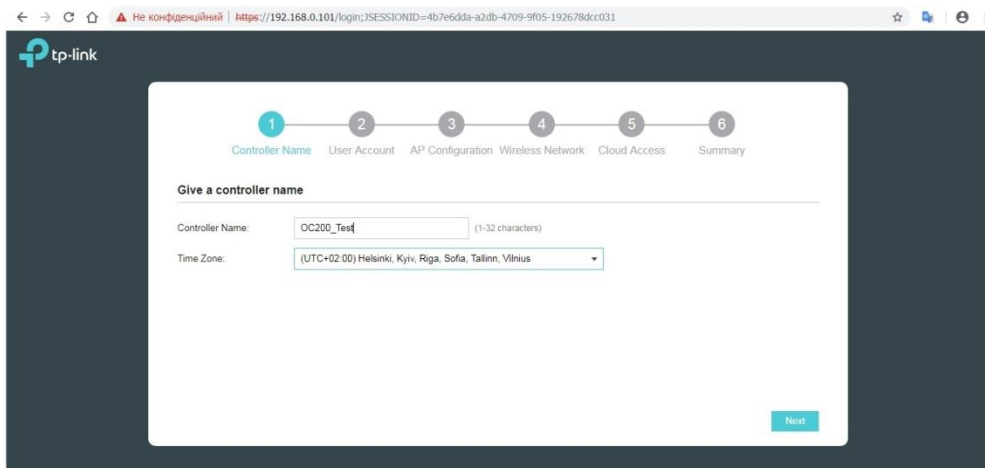 Не конфіденційний | https://192.168.0.101/login;JSESSIONID=4b7e6dda-a2db-4709-9f05-192678dcc031
tp-link
1 2 3 4 5 6
Controller Name User Account AP Configuration Wireless Network Cloud Access Summary
Give a controller name
Controller Name: OC200_Test (1-32 characters)
Time Zone: (UTC+02:00) Helsinki, Kyiv, Riga, Sofia, Tallinn, Vilnius
Next